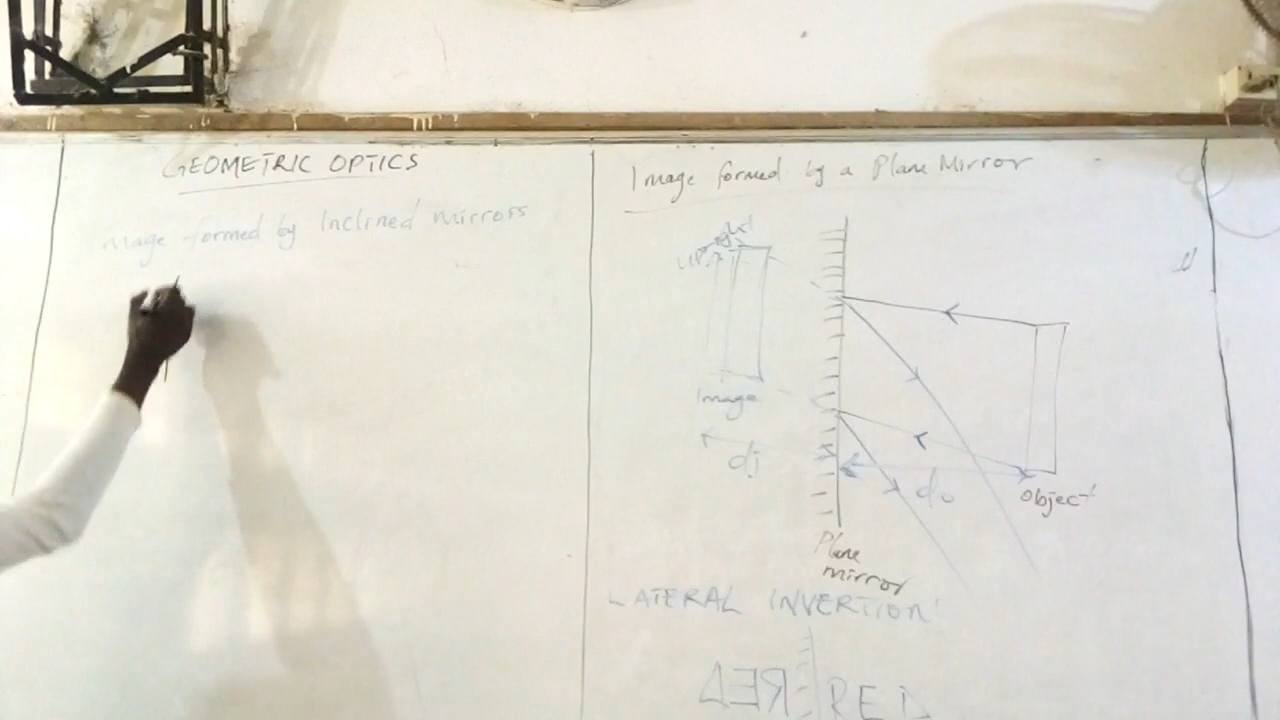 GEOMETRIC OPTICS
mage formed by Inclined mirrors
Image formed by a Plane Mirror
Image
di
do
Object
Plane
mirror
LATERAL INVERTION
RED